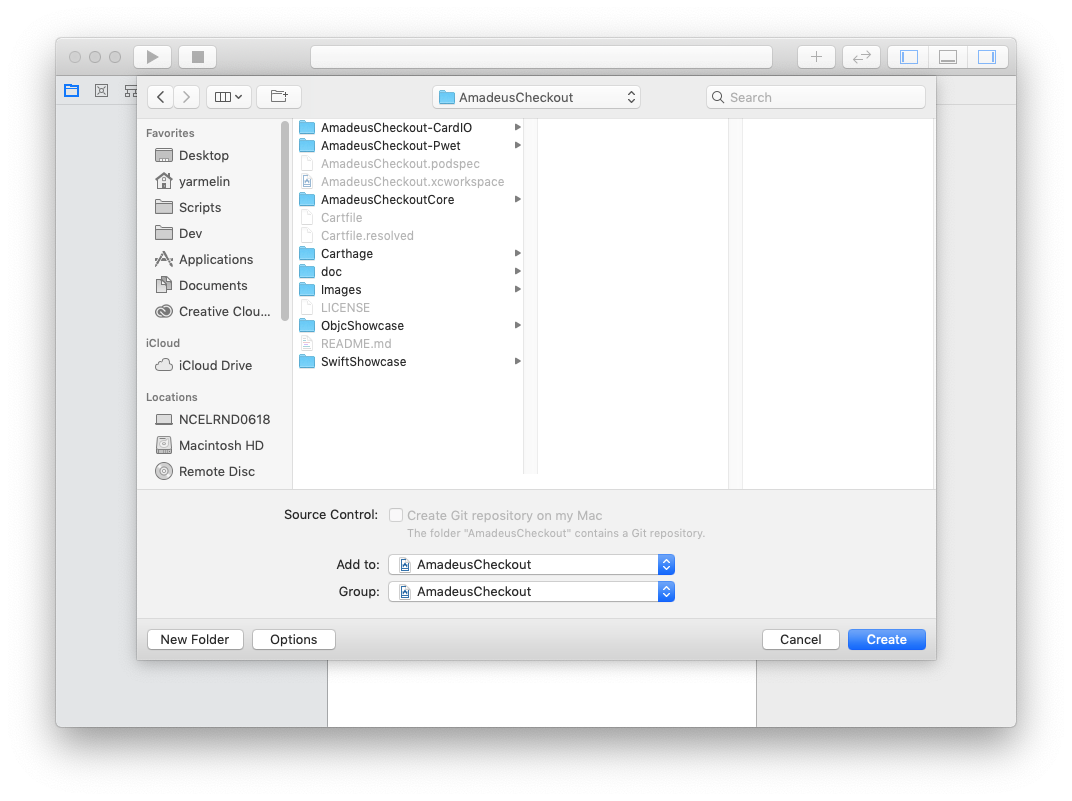 AmadeusCheckout
Search
Favorites
Desktop
yarmelin
Scripts
Dev
Applications
Documents
Creative Clou...
iCloud
iCloud Drive
Locations
NCELRND0618
Macintosh HD
Remote Disc
AmadeusCheckout-CardIO
AmadeusCheckout-Pwet
AmadeusCheckout.podspec
AmadeusCheckout.xcworkspace
AmadeusCheckoutCore
Cartfile
Cartfile.resolved
Carthage
doc
Images
LICENSE
ObjcShowcase
README.md
SwiftShowcase
Source Control: Create Git repository on my Mac
The folder "AmadeusCheckout" contains a Git repository.
Add to: AmadeusCheckout
Group: AmadeusCheckout
New Folder Options Cancel Create